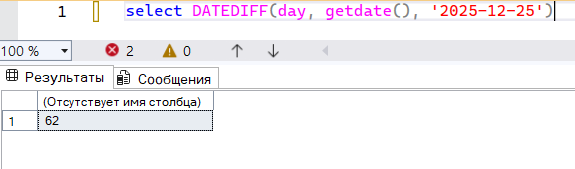 1 select DATEDIFF(day, getdate(), '2025-12-25')
100 % 2 0
Результаты Сообщения
(Отсутствует имя столбца)
1 62